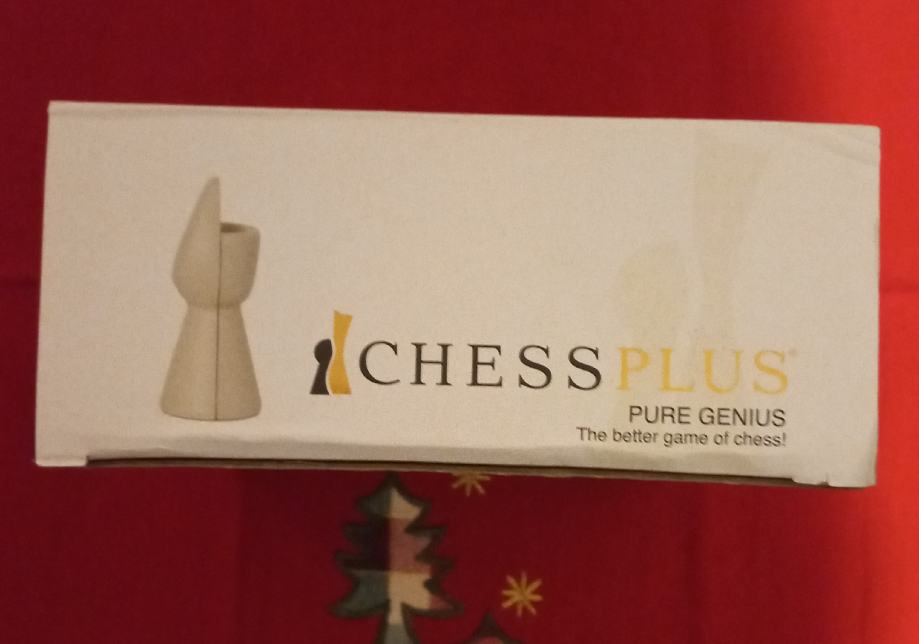 CHESSPLUS®
PURE GENIUS
The better game of chess!